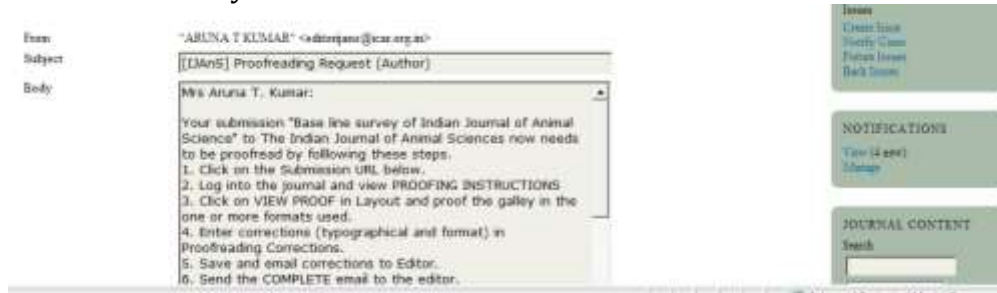 From
"ARUNA T KUMAR" <editorijans@icar.org.in>
Subject
[IJAnS] Proofreading Request (Author)
Body
Mrs Aruna T. Kumar:
Your submission "Base line survey of Indian Journal of Animal
Science" to The Indian Journal of Animal Sciences now needs
to be proofread by following these steps.
1. Click on the Submission URL below.
2. Log into the journal and view PROOFING INSTRUCTIONS
3. Click on VIEW PROOF in Layout and proof the galley in the
one or more formats used.
4. Enter corrections (typographical and format) in
Proofreading Corrections.
5. Save and email corrections to Editor.
6. Send the COMPLETE email to the editor.
Issues
Create Issue
Notify Users
Future Issues
Back Issues
NOTIFICATIONS
View (4 new)
Manage
JOURNAL CONTENT
Search